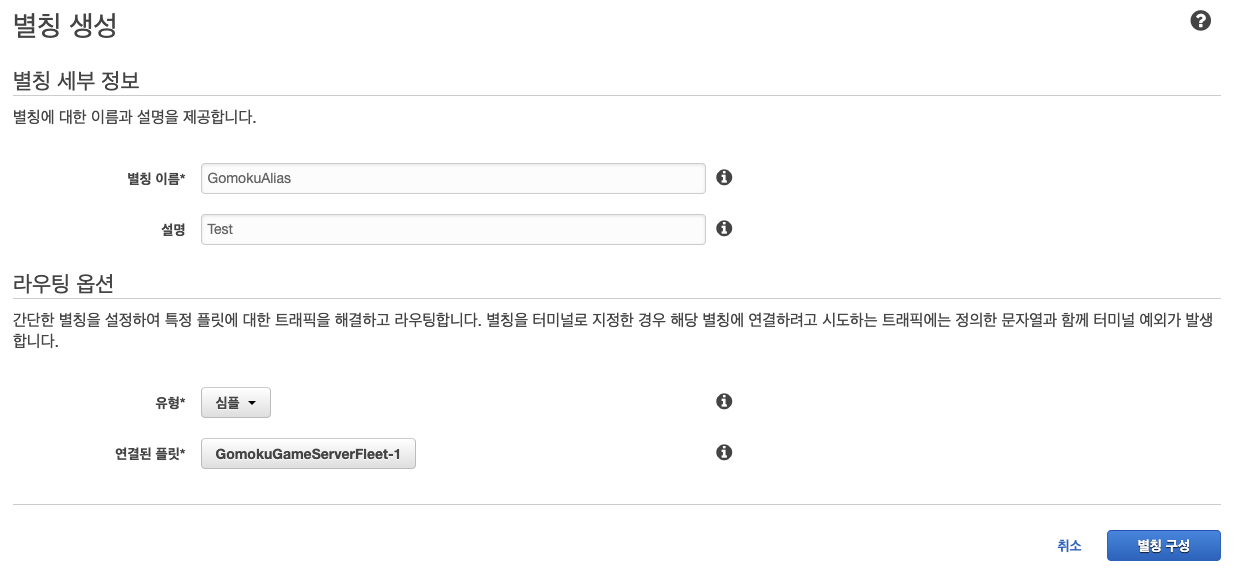 별칭 생성
별칭 세부 정보
별칭에 대한 이름과 설명을 제공합니다.
별칭 이름* GomokuAlias
설명 Test
라우팅 옵션
간단한 별칭을 설정하여 특정 플릿에 대한 트래픽을 해결하고 라우팅합니다. 별칭을 터미널로 지정한 경우 해당 별칭에 연결하려고 시도하는 트래픽에는 정의한 문자열과 함께 터미널 예외가 발생
합니다.
유형* 심플
연결된 플릿* GomokuGameServerFleet-1
취소 별칭 구성